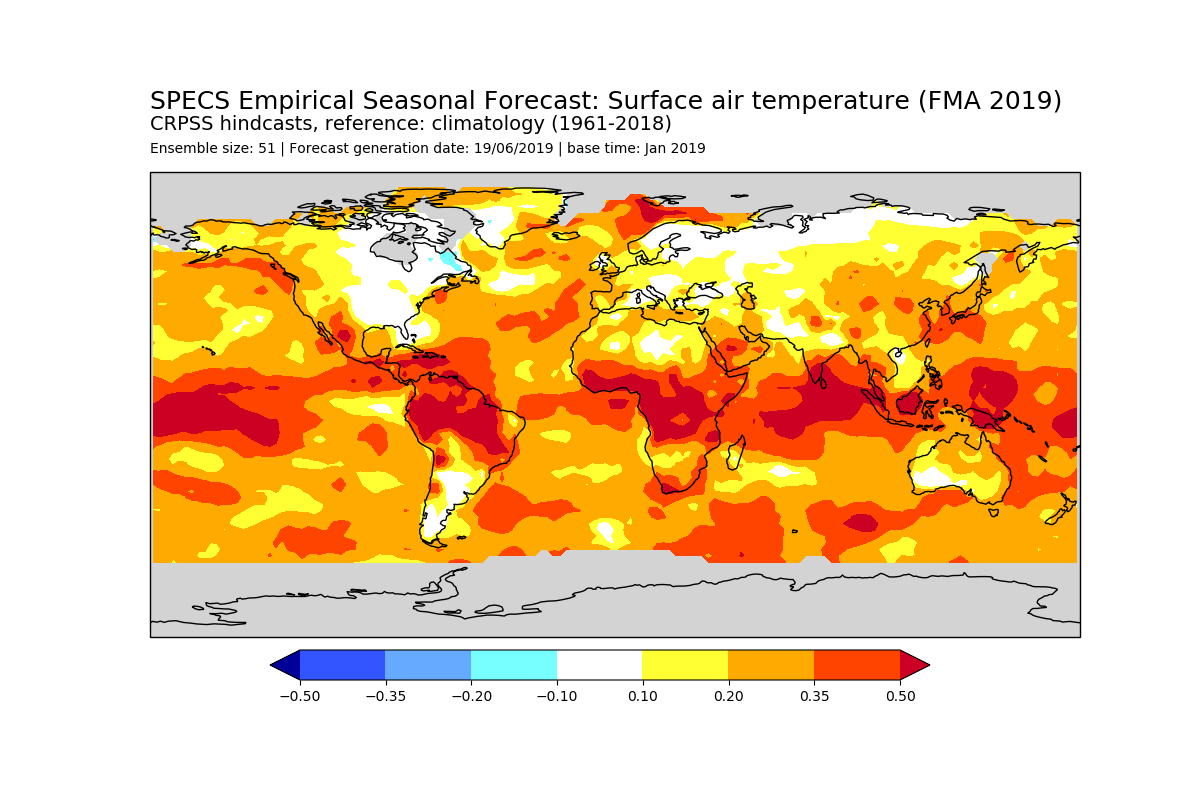 SPECS Empirical Seasonal Forecast: Surface air temperature (FMA 2019)
CRPSS hindcasts, reference: climatology (1961-2018)
Ensemble size: 51 | Forecast generation date: 19/06/2019 | base time: Jan 2019
−0.50 −0.35 −0.20 −0.10 0.10 0.20 0.35 0.50